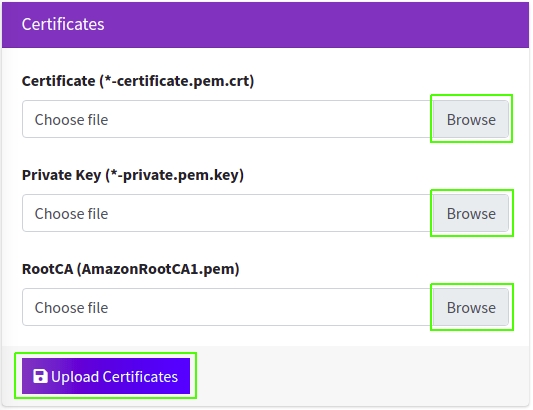 Certificates
Certificate (*-certificate.pem.crt)
Choose file Browse
Private Key (*-private.pem.key)
Choose file Browse
RootCA (AmazonRootCA1.pem)
Choose file Browse
Upload Certificates